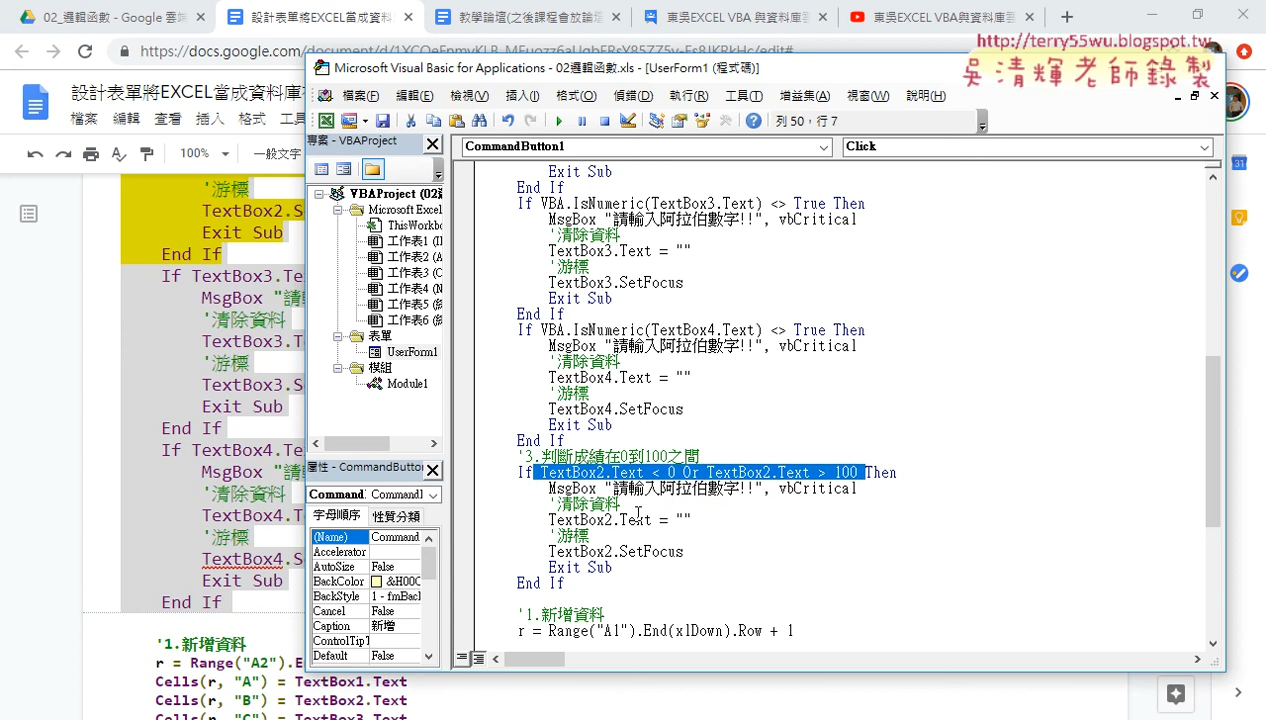 02_邏輯函數 - Google 雲端
設計表單將EXCEL當成資料
教學論壇(之後課程會放論壇
東吳EXCEL VBA 與資料庫雲
東吳EXCEL VBA與資料庫雲
http://terry55wu.blogspot.tw
吳清輝老師錄製
設計表單將EXCEL當成資料庫
檔案 編輯 查看 插入 格式 工具
100% 一般文字
'游標
TextBox2.S
Exit Sub
End If
If TextBox3.Te
MsgBox "請
'清除資料
TextBox3.T
'游標
TextBox3.S
Exit Sub
End If
If TextBox4.Te
MsgBox "請
'清除資料
TextBox4.T
'游標
TextBox4.S
Exit Sub
End If
'1.新增資料
r = Range("A2").E
Cells(r, "A") = TextBox1.Text
Cells(r, "B") = TextBox2.Text
Cells(r, "C") = TextBox3.Text
Microsoft Visual Basic for Applications - 02邏輯函數.xls - [UserForm1 (程式碼)]
檔案(F) 編輯(E) 檢視(V) 插入(I) 格式(O) 偵錯(D) 執行(R) 工具(T) 增益集(A) 視窗(W) 說明(H)
列 50，行 7
專案 - VBAProject
VBAProject (02
Microsoft Excel
ThisWorkb
工作表1 (I
工作表2 (A
工作表3 (C
工作表4 (N
工作表5 (
工作表6 (
表單
UserForm1
模組
Module1
屬性 - CommandButto
Command CommandI
字母順序 性質分類
(Name) Command
Accelerator
AutoSize False
BackColor &H00C
BackStyle 1 - fmBacl
Cancel False
Caption 新增
ControlTipT
Default False
CommandButton1
Click
Exit Sub
End If
If VBA.IsNumeric(TextBox3.Text) <> True Then
MsgBox "請輸入阿拉伯數字!!", vbCritical
'清除資料
TextBox3.Text = ""
'游標
TextBox3.SetFocus
Exit Sub
End If
If VBA.IsNumeric(TextBox4.Text) <> True Then
MsgBox "請輸入阿拉伯數字!!", vbCritical
'清除資料
TextBox4.Text = ""
'游標
TextBox4.SetFocus
Exit Sub
End If
'3.判斷成績在0到100之間
If TextBox2.Text < 0 Or TextBox2.Text > 100 Then
MsgBox "請輸入阿拉伯數字!!", vbCritical
'清除資料
TextBox2.Text = ""
'游標
TextBox2.SetFocus
Exit Sub
End If
'1.新增資料
r = Range("A1").End(xlDown).Row + 1